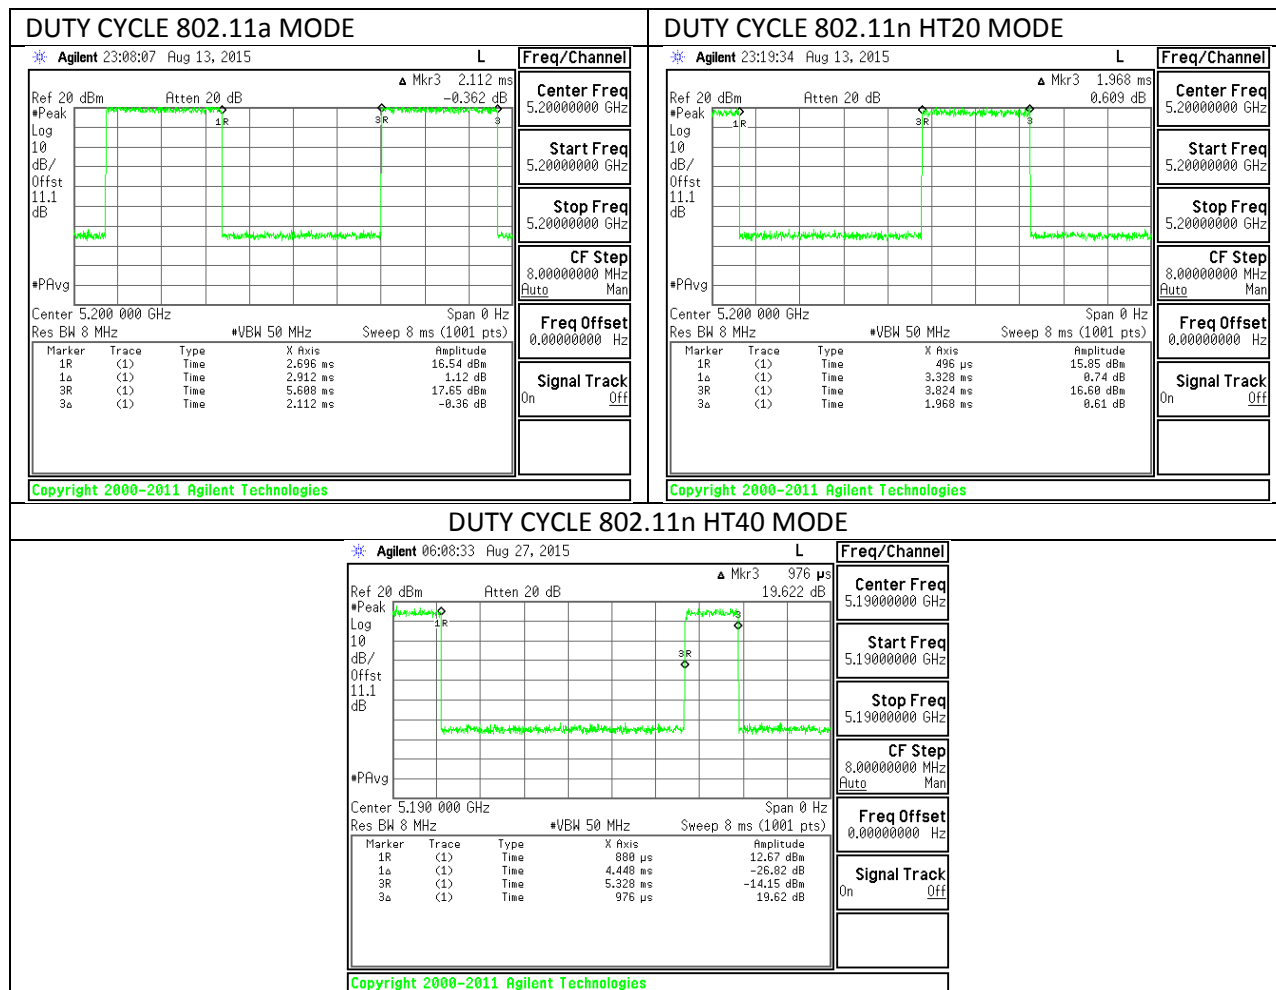 DUTY CYCLE 802.11a MODE
Agilent 23:08:07 Aug 13, 2015 L
Freq/Channel
Δ Mkr3 2.112 ms
Ref 20 dBm Atten 20 dB -0.362 dB
#Peak
Log
10
dB/
Offst
11.1
dB
#PAvg
1R
3R
3
Center 5.200 000 GHz Span 0 Hz
Res BW 8 MHz #VBW 50 MHz Sweep 8 ms (1001 pts)
Marker Trace Type X Axis Amplitude
1R (1) Time 2.696 ms 16.54 dBm
1Δ (1) Time 2.912 ms 1.12 dB
3R (1) Time 5.608 ms 17.65 dBm
3Δ (1) Time 2.112 ms -0.36 dB
Center Freq
5.20000000 GHz
Start Freq
5.20000000 GHz
Stop Freq
5.20000000 GHz
CF Step
8.00000000 MHz
Auto Man
Freq Offset
0.00000000 Hz
Signal Track
On Off
Copyright 2000-2011 Agilent Technologies
DUTY CYCLE 802.11n HT20 MODE
Agilent 23:19:34 Aug 13, 2015 L
Freq/Channel
Δ Mkr3 1.968 ms
Ref 20 dBm Atten 20 dB 0.609 dB
#Peak
Log
10
dB/
Offst
11.1
dB
#PAvg
1R
3R
3
Center 5.200 000 GHz Span 0 Hz
Res BW 8 MHz #VBW 50 MHz Sweep 8 ms (1001 pts)
Marker Trace Type X Axis Amplitude
1R (1) Time 496 µs 15.85 dBm
1Δ (1) Time 3.328 ms 0.74 dB
3R (1) Time 3.824 ms 16.60 dBm
3Δ (1) Time 1.968 ms 0.61 dB
Center Freq
5.20000000 GHz
Start Freq
5.20000000 GHz
Stop Freq
5.20000000 GHz
CF Step
8.00000000 MHz
Auto Man
Freq Offset
0.00000000 Hz
Signal Track
On Off
Copyright 2000-2011 Agilent Technologies
DUTY CYCLE 802.11n HT40 MODE
Agilent 06:08:33 Aug 27, 2015 L
Freq/Channel
Δ Mkr3 976 µs
Ref 20 dBm Atten 20 dB 19.622 dB
#Peak
Log
10
dB/
Offst
11.1
dB
#PAvg
1R
3R
3
Center 5.190 000 GHz Span 0 Hz
Res BW 8 MHz #VBW 50 MHz Sweep 8 ms (1001 pts)
Marker Trace Type X Axis Amplitude
1R (1) Time 880 µs 12.67 dBm
1Δ (1) Time 4.448 ms -26.82 dB
3R (1) Time 5.328 ms -14.15 dBm
3Δ (1) Time 976 µs 19.62 dB
Center Freq
5.19000000 GHz
Start Freq
5.19000000 GHz
Stop Freq
5.19000000 GHz
CF Step
8.00000000 MHz
Auto Man
Freq Offset
0.00000000 Hz
Signal Track
On Off
Copyright 2000-2011 Agilent Technologies